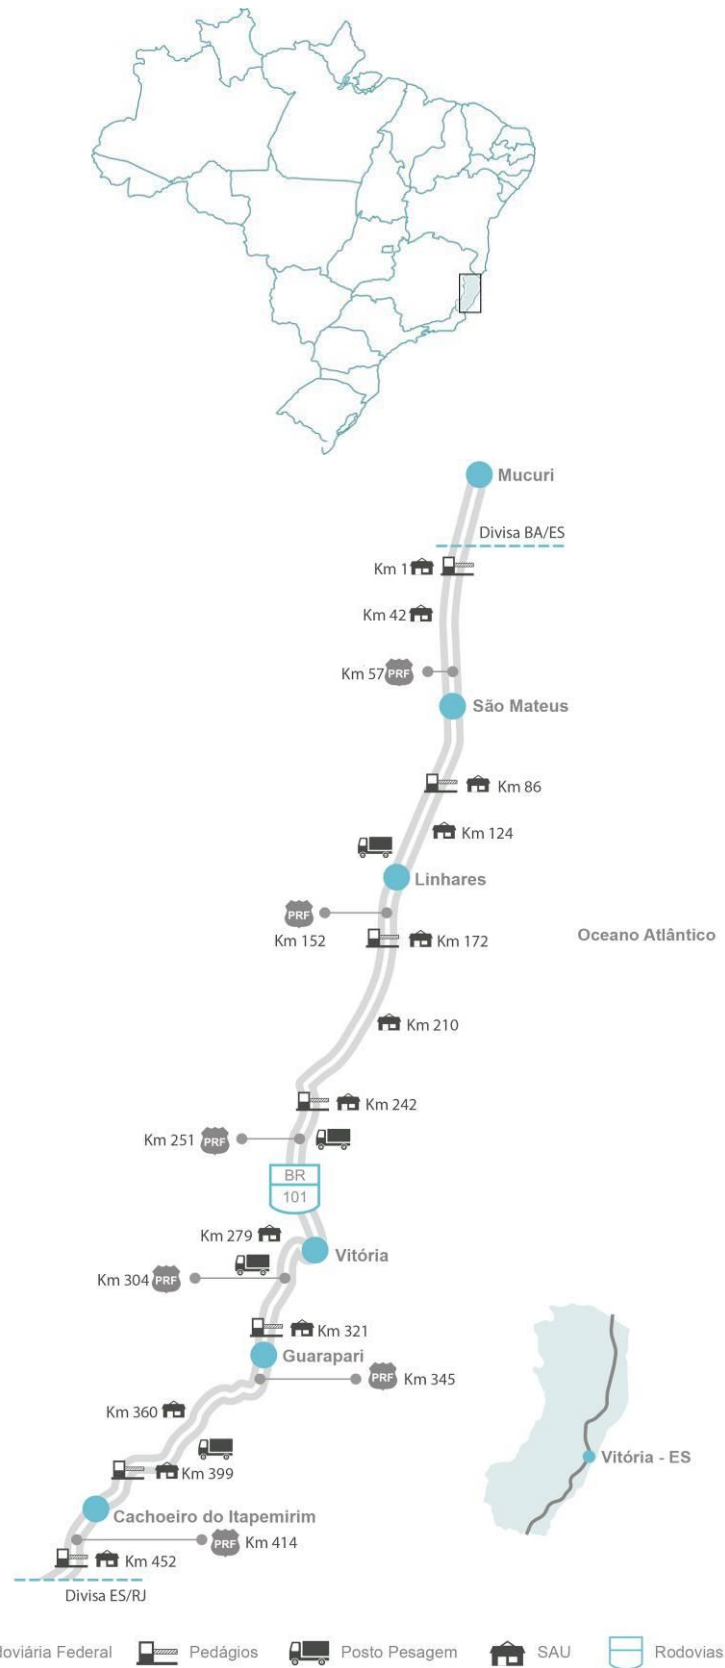 Mucuri
Divisa BA/ES
Km 1
Km 42
Km 57 PRF
São Mateus
Km 86
Km 124
Linhares
PRF
Km 152
Km 172
Oceano Atlântico
Km 210
Km 242
Km 251 PRF
BR
101
Km 279
Vitória
Km 304 PRF
Km 321
Guarapari
PRF Km 345
Km 360
Km 399
Vitória - ES
Cachoeiro do Itapemirim
PRF Km 414
Km 452
Divisa ES/RJ
doviária Federal Pedágios Posto Pesagem SAU Rodovias